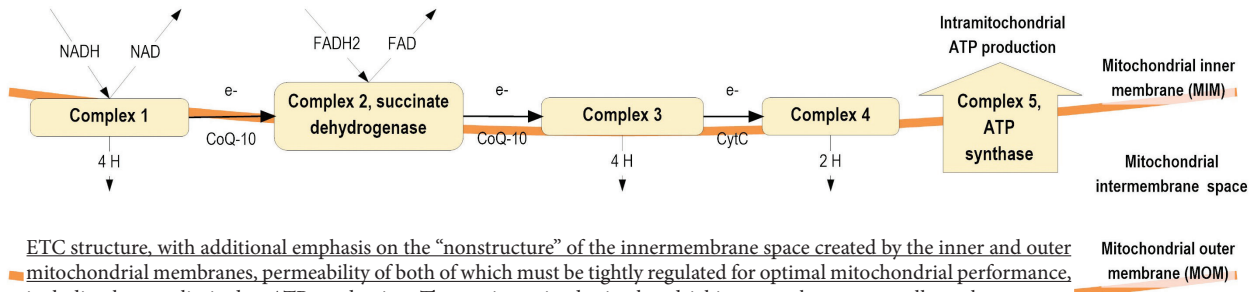 Intramitochondrial
ATP production
NADH
NAD
FADH2
FAD
Mitochondrial inner
membrane (MIM)
Complex 1
e-
CoQ-10
Complex 2, succinate
dehydrogenase
e-
CoQ-10
Complex 3
e-
CytC
Complex 4
Complex 5,
ATP
synthase
4 H
4 H
2 H
Mitochondrial
intermembrane space
ETC structure, with additional emphasis on the “nonstructure” of the innermembrane space created by the inner and outer
mitochondrial membranes, permeability of both of which must be tightly regulated for optimal mitochondrial performance,
Mitochondrial outer
membrane (MOM)